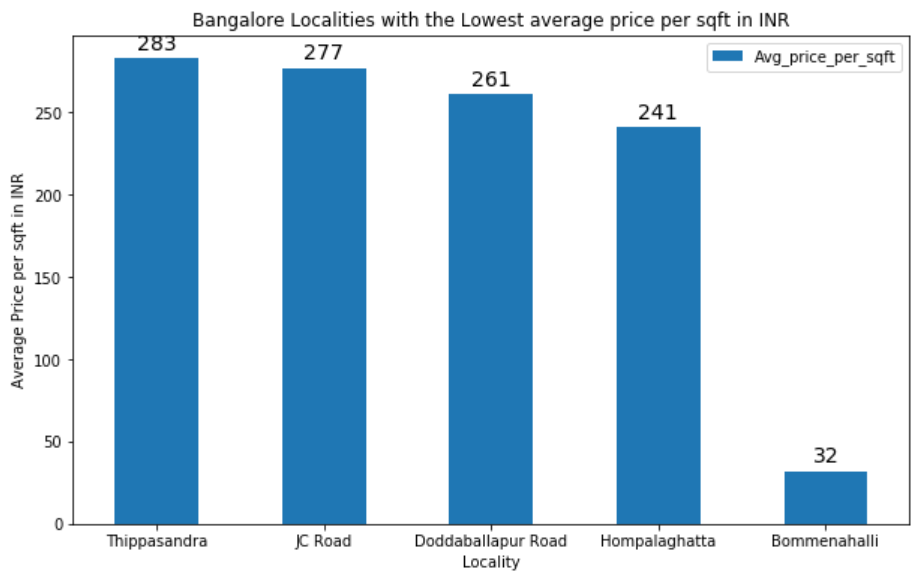 Bangalore Localities with the Lowest average price per sqft in INR
Avg_price_per_sqft
283
277
261
241
32
250
200
150
100
50
0
Average Price per sqft in INR
Thippasandra
JC Road
Doddaballapur Road
Hompalaghatta
Bommenahalli
Locality